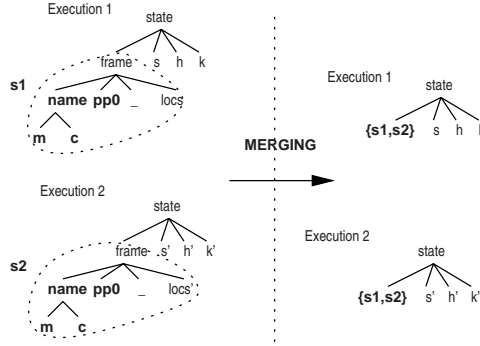 Execution 1
state
frame s h k
s1
name pp0 _ locs
m c
Execution 2
state
frame s' h' k'
s2
name pp0 _ locs'
m c
MERGING
Execution 1
state
{s1,s2} s h
Execution 2
state
{s1,s2} s' h' k'